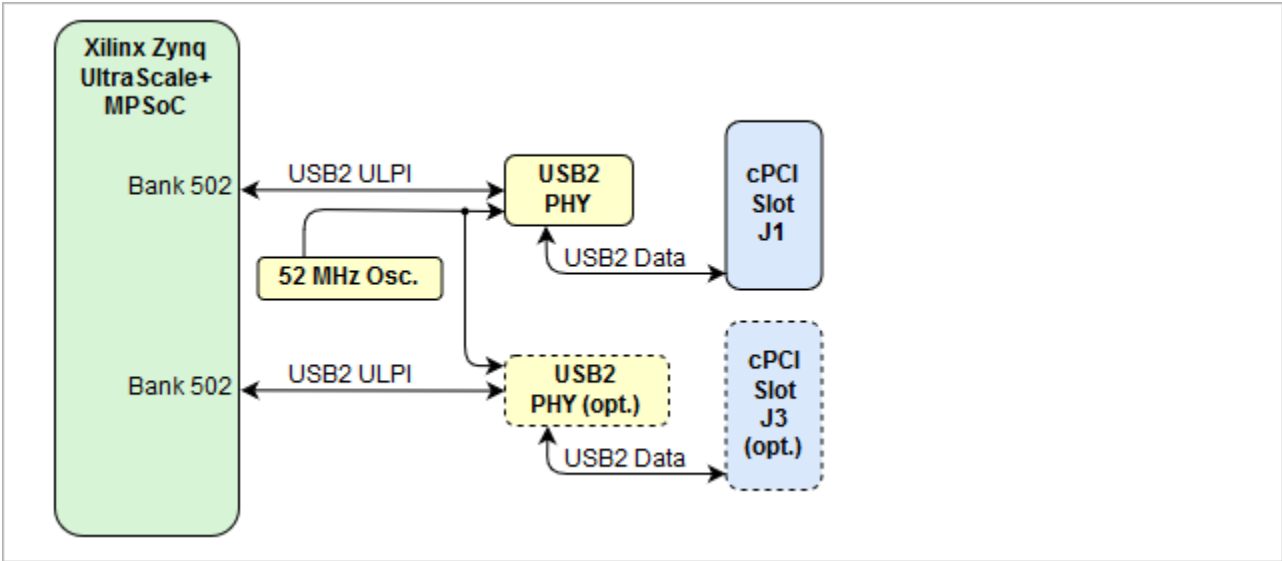 Xilinx Zynq
UltraScale+
MPSoC
Bank 502
USB2 ULPI
USB2
PHY
cPCI
Slot
J1
USB2 Data
52 MHz Osc.
Bank 502
USB2 ULPI
USB2
PHY (opt.)
cPCI
Slot
J3
(opt.)
USB2 Data